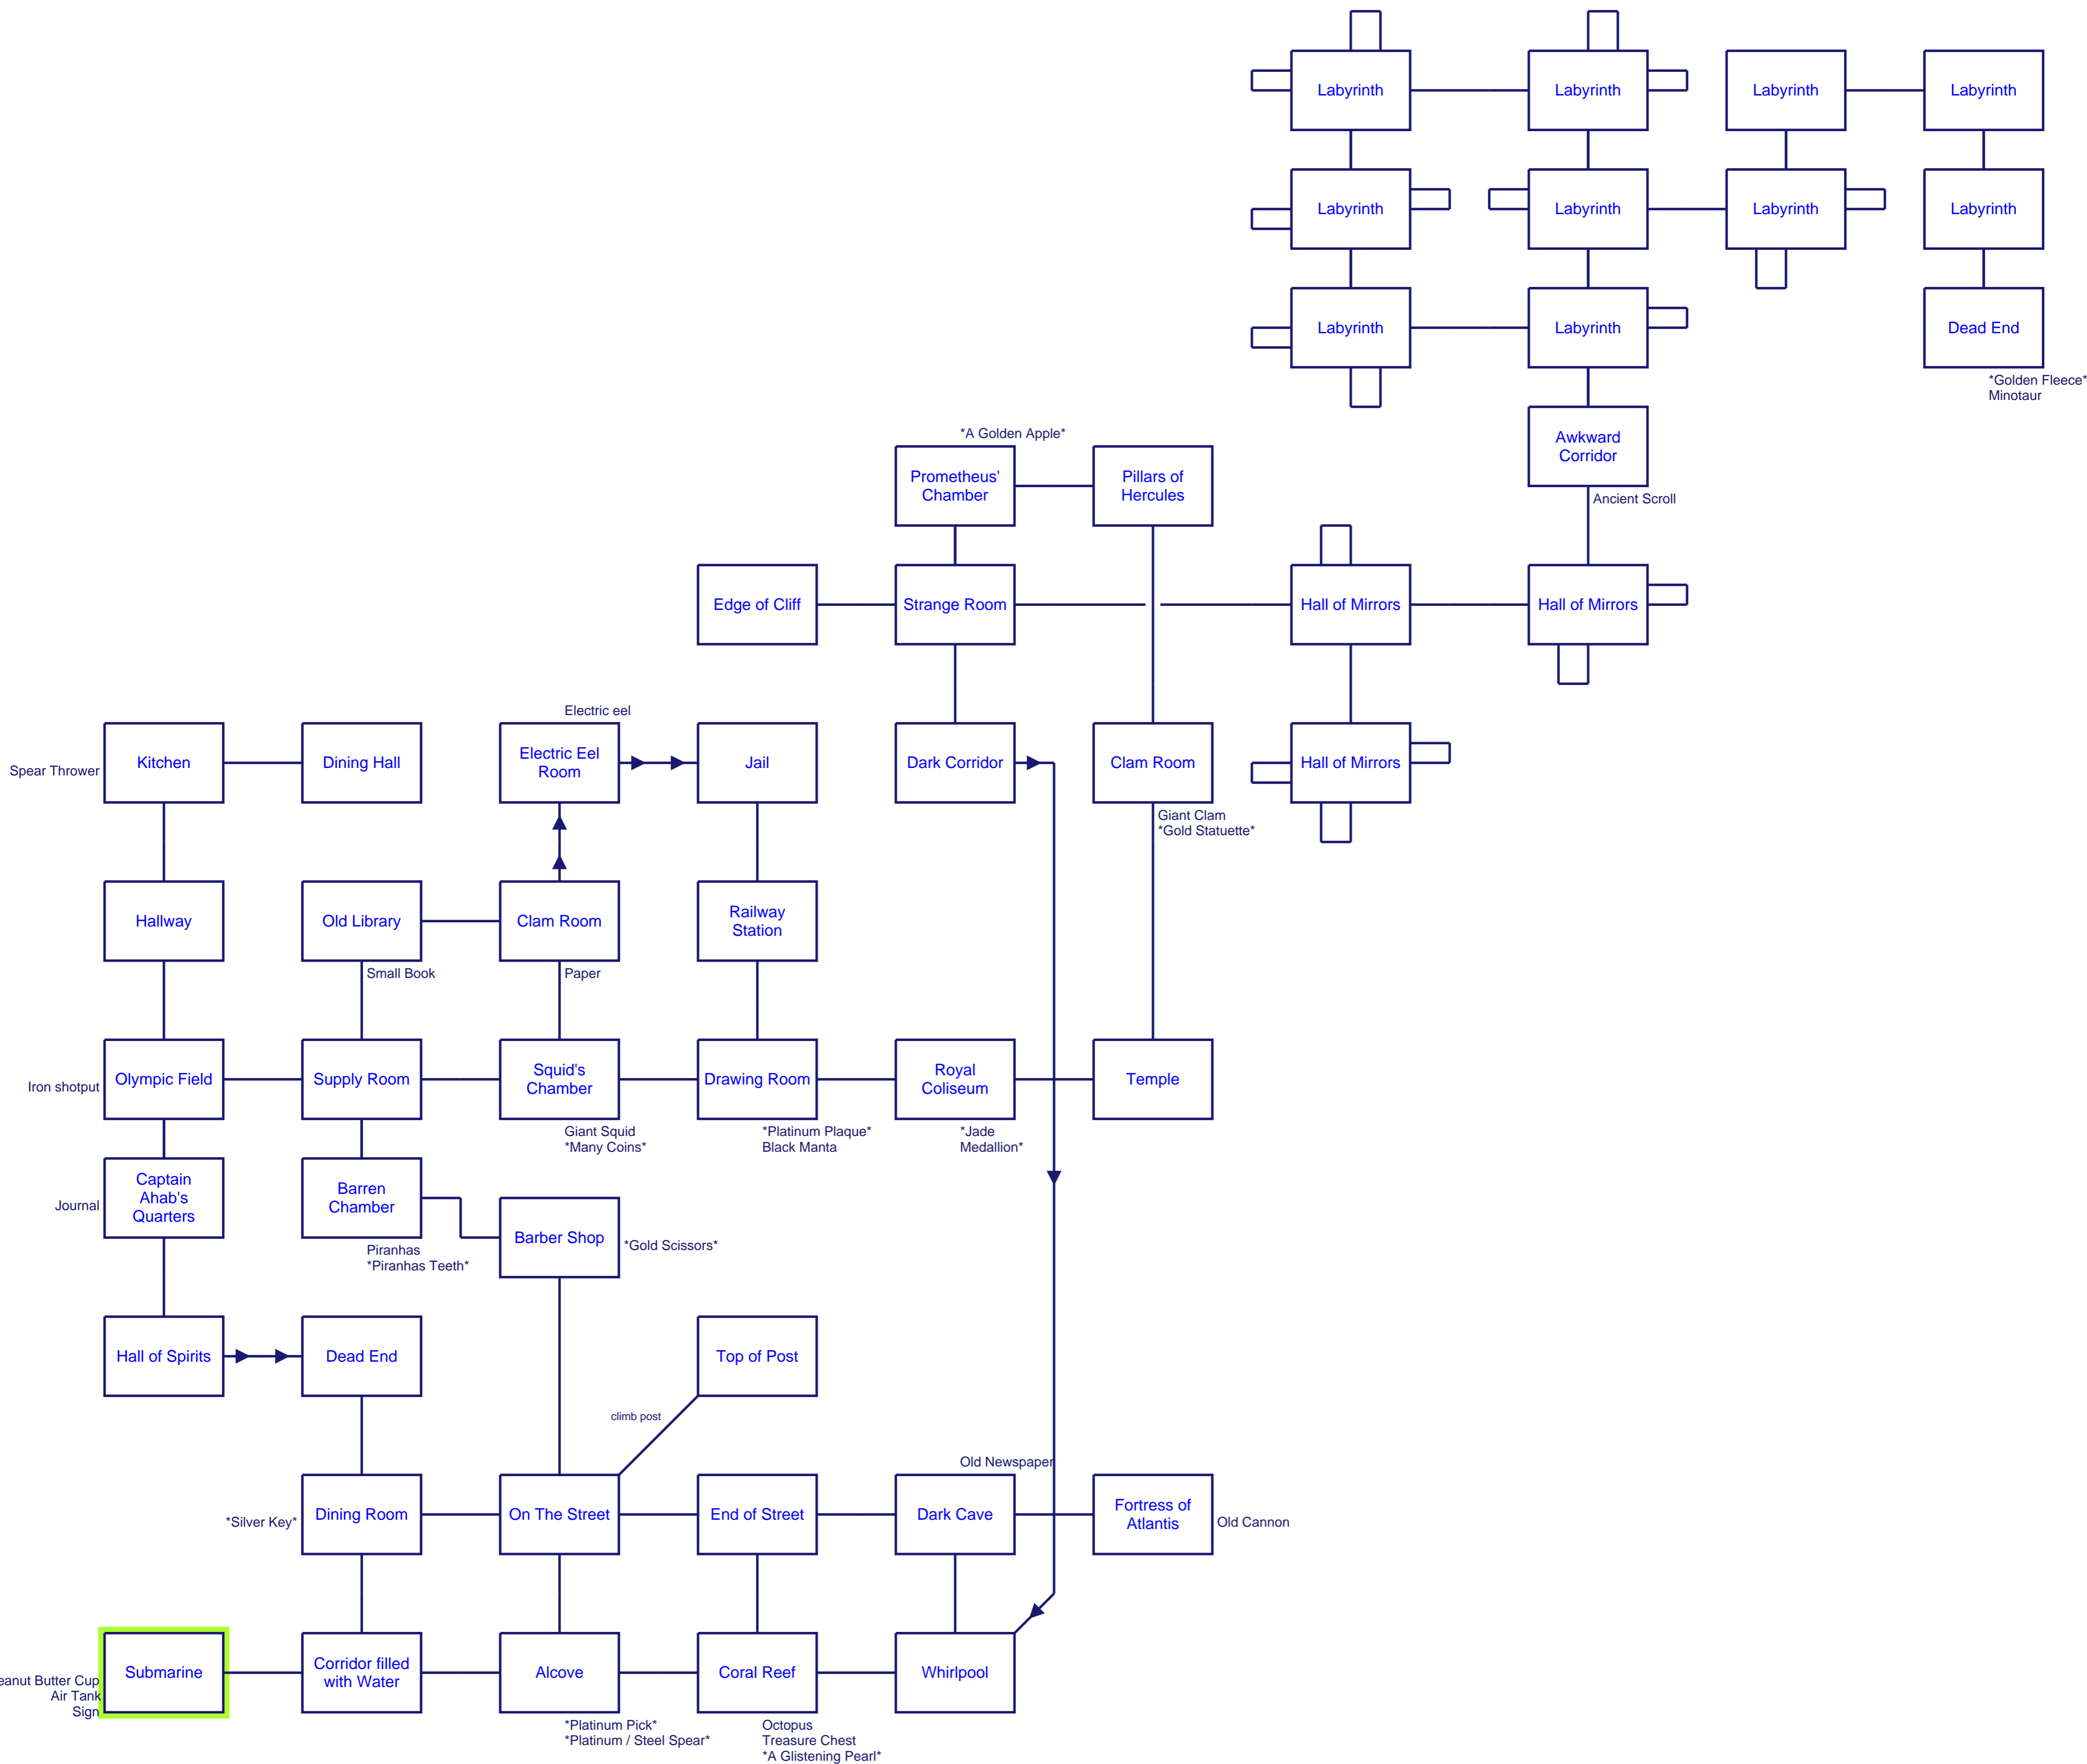 Labyrinth
Labyrinth
Labyrinth
Labyrinth
Labyrinth
Labyrinth
Labyrinth
Labyrinth
Labyrinth
Labyrinth
Dead End
*Golden Fleece*
Minotaur
Awkward
Corridor
Ancient Scroll
*A Golden Apple*
Prometheus'
Chamber
Pillars of
Hercules
Edge of Cliff
Strange Room
Hall of Mirrors
Hall of Mirrors
Spear Thrower
Kitchen
Dining Hall
Electric eel
Electric Eel
Room
Jail
Dark Corridor
Clam Room
Giant Clam
*Gold Statuette*
Hall of Mirrors
Hallway
Old Library
Small Book
Clam Room
Paper
Railway
Station
Iron shotput
Olympic Field
Supply Room
Squid's
Chamber
Giant Squid
*Many Coins*
Drawing Room
*Platinum Plaque*
Black Manta
Royal
Coliseum
*Jade
Medallion*
Temple
Journal
Captain
Ahab's
Quarters
Barren
Chamber
Piranhas
*Piranhas Teeth*
Barber Shop
*Gold Scissors*
Hall of Spirits
Dead End
Top of Post
climb post
*Silver Key*
Dining Room
On The Street
End of Street
Old Newspaper
Dark Cave
Fortress of
Atlantis
Old Cannon
eanut Butter Cup
Air Tank
Sign
Submarine
Corridor filled
with Water
Alcove
*Platinum Pick*
*Platinum / Steel Spear*
Coral Reef
Octopus
Treasure Chest
*A Glistening Pearl*
Whirlpool